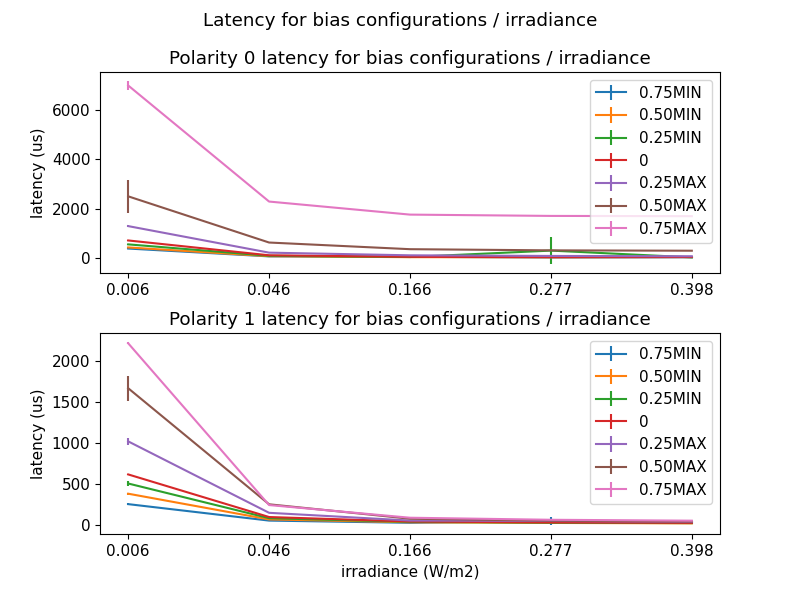 Latency for bias configurations / irradiance
Polarity 0 latency for bias configurations / irradiance
latency (us)
6000
4000
2000
0
0.006
0.046
0.166
0.277
0.398
0.75MIN
0.50MIN
0.25MIN
0
0.25MAX
0.50MAX
0.75MAX
Polarity 1 latency for bias configurations / irradiance
latency (us)
2000
1500
1000
500
0
0.006
0.046
0.166
0.277
0.398
0.75MIN
0.50MIN
0.25MIN
0
0.25MAX
0.50MAX
0.75MAX
irradiance (W/m2)